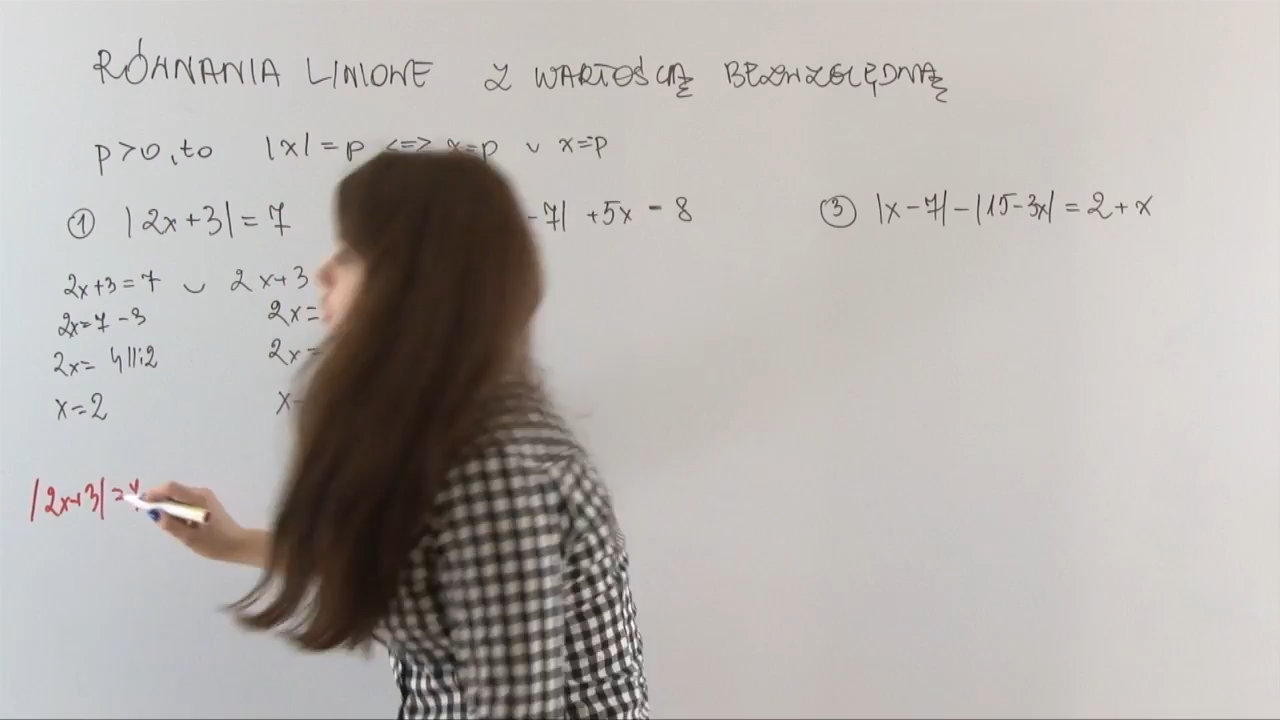 RÓWNANIA LINIOWE Z WARTOŚCIĄ BEZWZGLĘDNĄ
p>0, to |x| = p <=> x=p ∨ x=-p
① |2x+3| = 7
-7| +5x - 8
③ |x-7| - |15-3x| = 2+x
2x+3=7 ∨ 2x+3
2x=7-3 2x=
2x= 4 ||:2 2x=
x=2 x
|2x+3| =